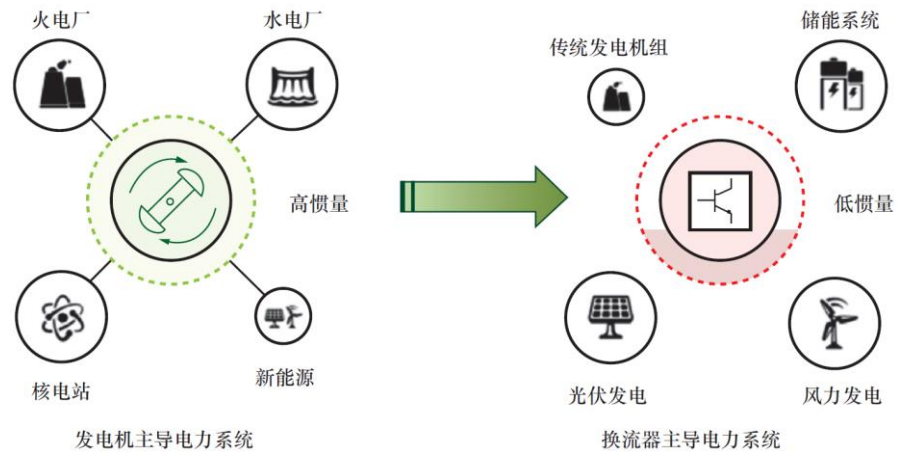 火电厂
水电厂
高惯量
核电站
新能源
发电机主导电力系统
传统发电机组
储能系统
低惯量
光伏发电
风力发电
换流器主导电力系统